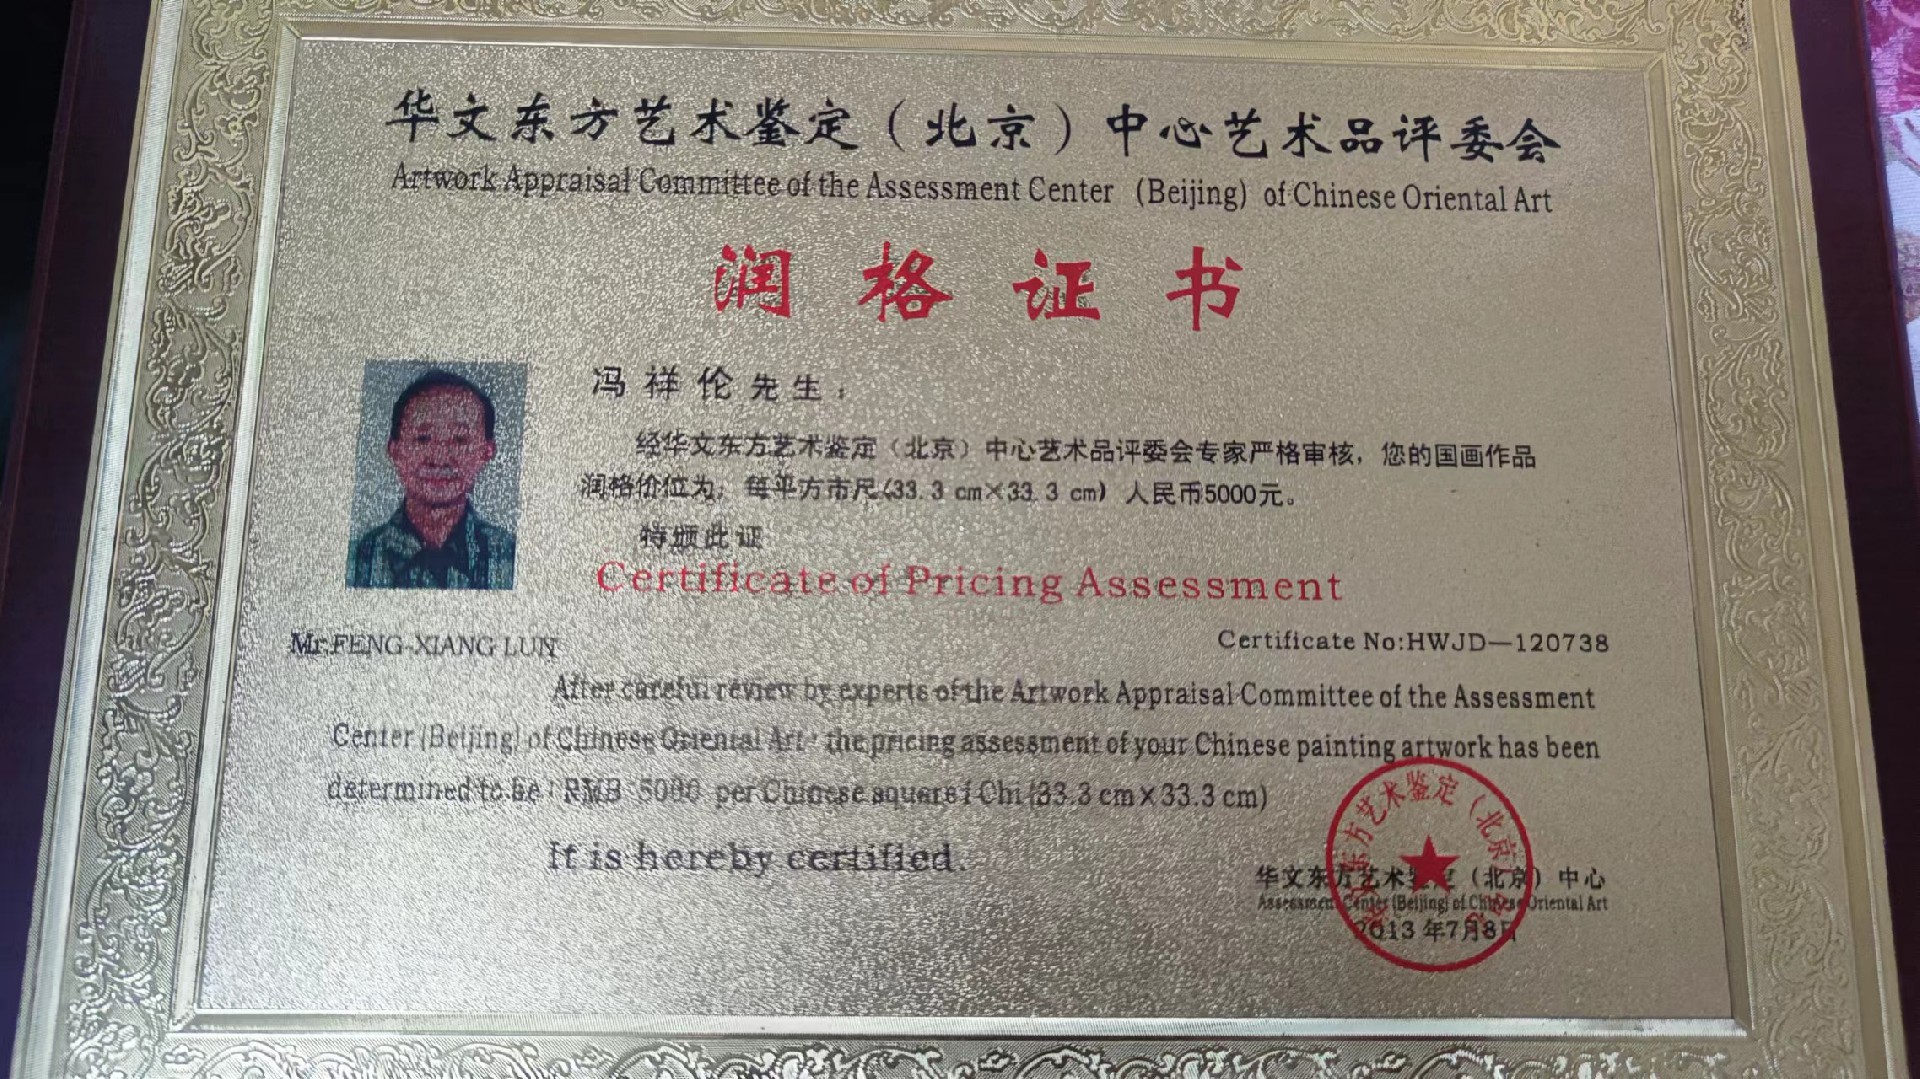 华文东方艺术鉴定（北京）中心艺术品评委会
Artwork Appraisal Committee of the Assessment Center (Beijing) of Chinese Oriental Art
润格证书
冯祥伦先生：
经华文东方艺术鉴定（北京）中心艺术品评委会专家严格审核，您的国画作品
润格价位为：每平方市尺(33.3 cm×33.3 cm) 人民币5000元。
特颁此证
Certificate of Pricing Assessment
Mr.FENG-XIANG LUN
Certificate No:HWJD—120738
After careful review by experts of the Artwork Appraisal Committee of the Assessment
Center (Beijing) of Chinese Oriental Art, the pricing assessment of your Chinese painting artwork has been
determined to be: RMB 5000 per Chinese square f Chi (33.3 cm×33.3 cm)
It is hereby certified.
华文东方艺术鉴定（北京）中心
Assessment Center (Beijing) of Chinese Oriental Art
2013年7月8日
东方艺术鉴定（北京）